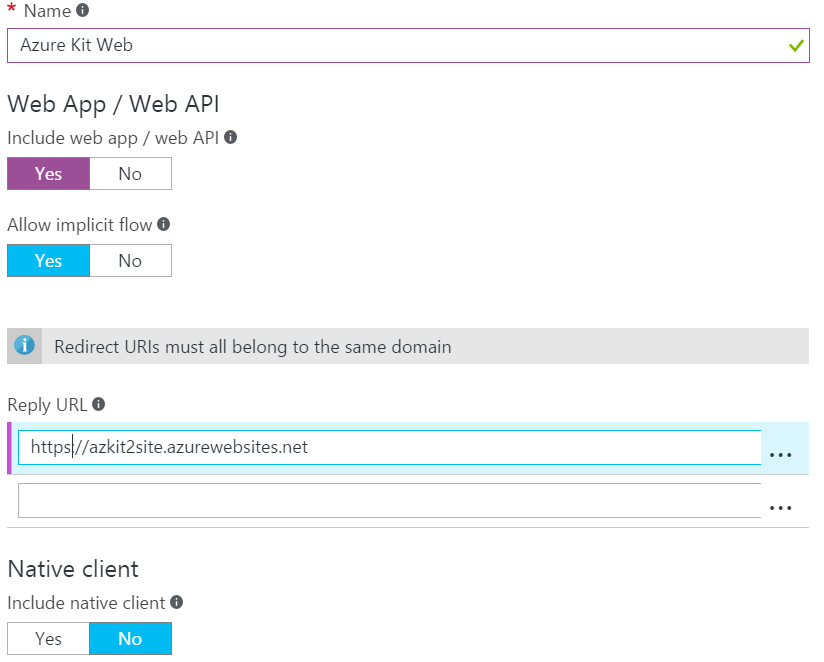 * Name
Azure Kit Web
Web App / Web API
Include web app / web API
Yes No
Allow implicit flow
Yes No
Redirect URIs must all belong to the same domain
Reply URL
https://azkit2site.azurewebsites.net
...
...
Native client
Include native client
Yes No